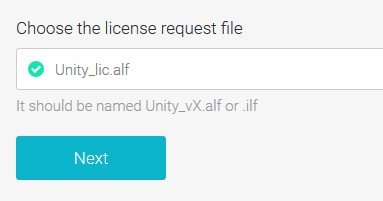 Choose the license request file
Unity_lic.alf
It should be named Unity_vX.alf or .ilf
Next